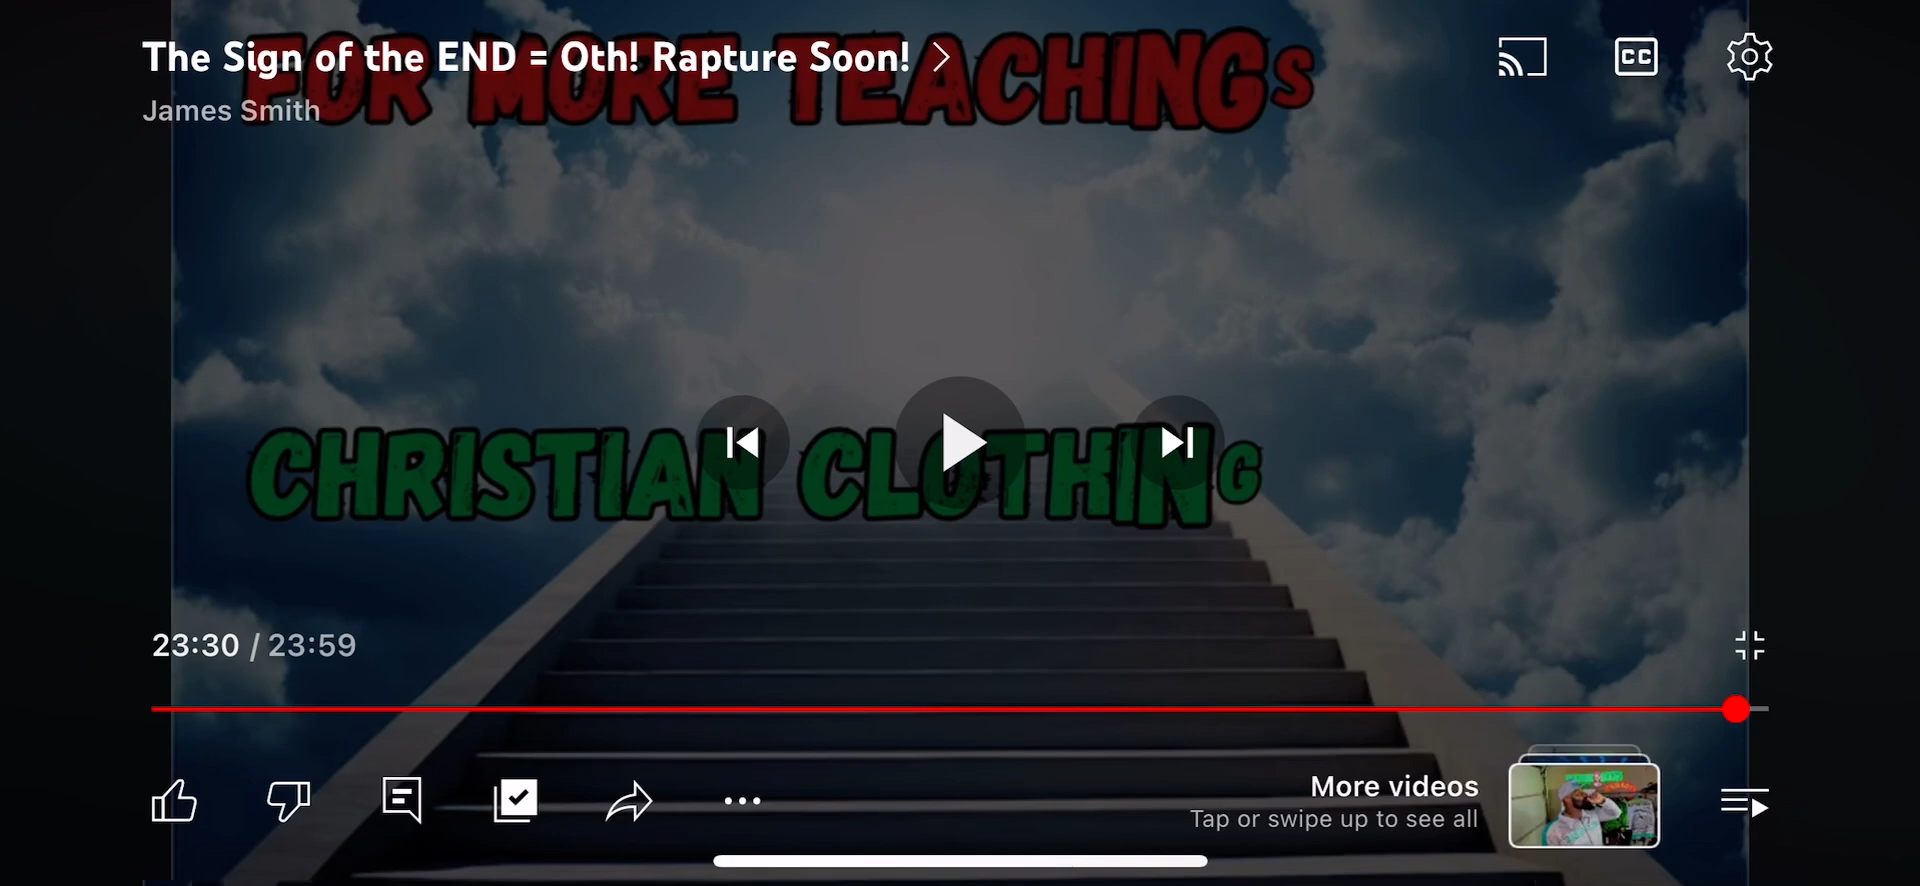 The Sign of the END = Oth! Rapture Soon!
James Smith
FOR MORE TEACHINGS
CC
CHRISTIAN CLOTHING
23:30 / 23:59
More videos
Tap or swipe up to see all